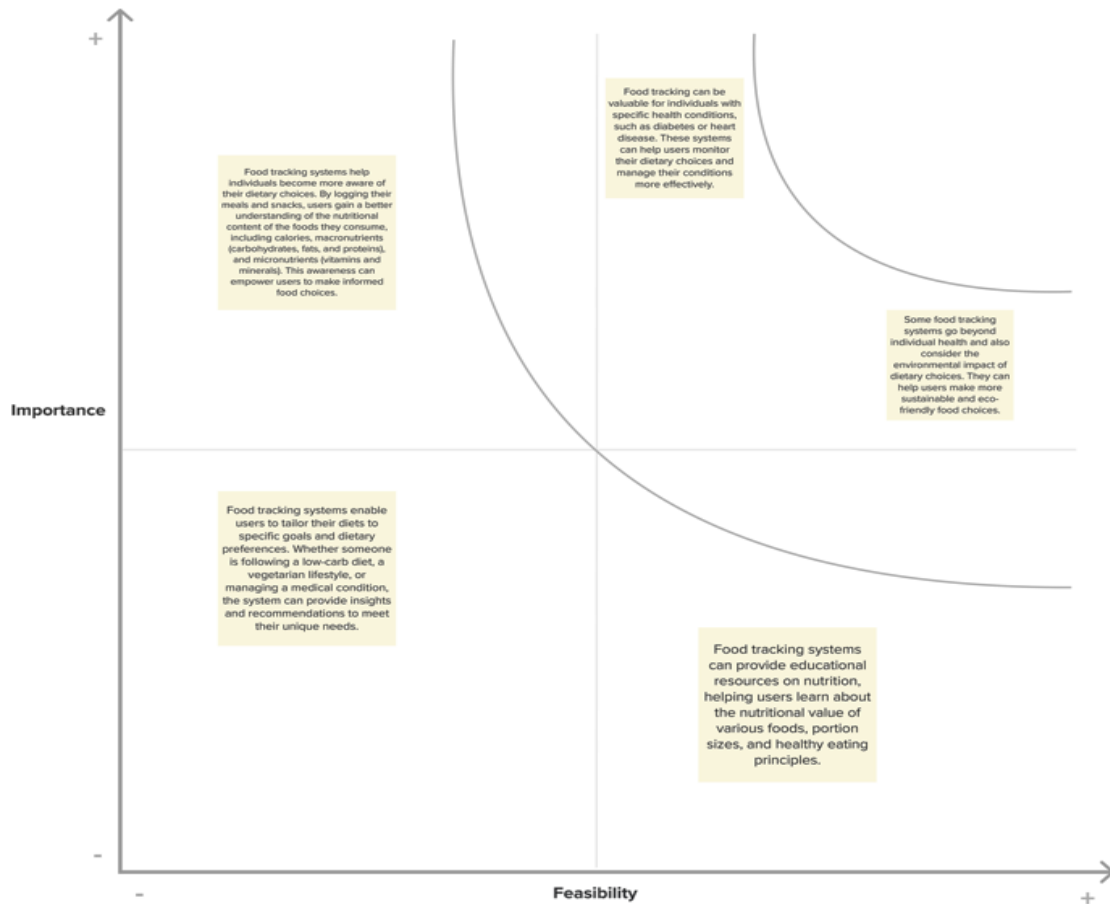 +
Food tracking can be
valuable for individuals with
specific health conditions,
such as diabetes or heart
disease. These systems
can help users monitor
their dietary choices and
manage their conditions
more effectively.
Food tracking systems help
individuals become more aware of
their dietary choices. By logging their
meals and snacks, users gain a better
understanding of the nutritional
content of the foods they consume,
including calories, macronutrients
(carbohydrates, fats, and proteins),
and micronutrients (vitamins and
minerals). This awareness can
empower users to make informed
food choices.
Some food tracking
systems go beyond
individual health and also
consider the
environmental impact of
dietary choices. They can
help users make more
sustainable and eco-
friendly food choices.
Importance
Food tracking systems enable
users to tailor their diets to
specific goals and dietary
preferences. Whether someone
is following a low-carb diet, a
vegetarian lifestyle, or
managing a medical condition,
the system can provide insights
and recommendations to meet
their unique needs.
Food tracking systems
can provide educational
resources on nutrition,
helping users learn about
the nutritional value of
various foods, portion
sizes, and healthy eating
principles.
-
-
Feasibility
+